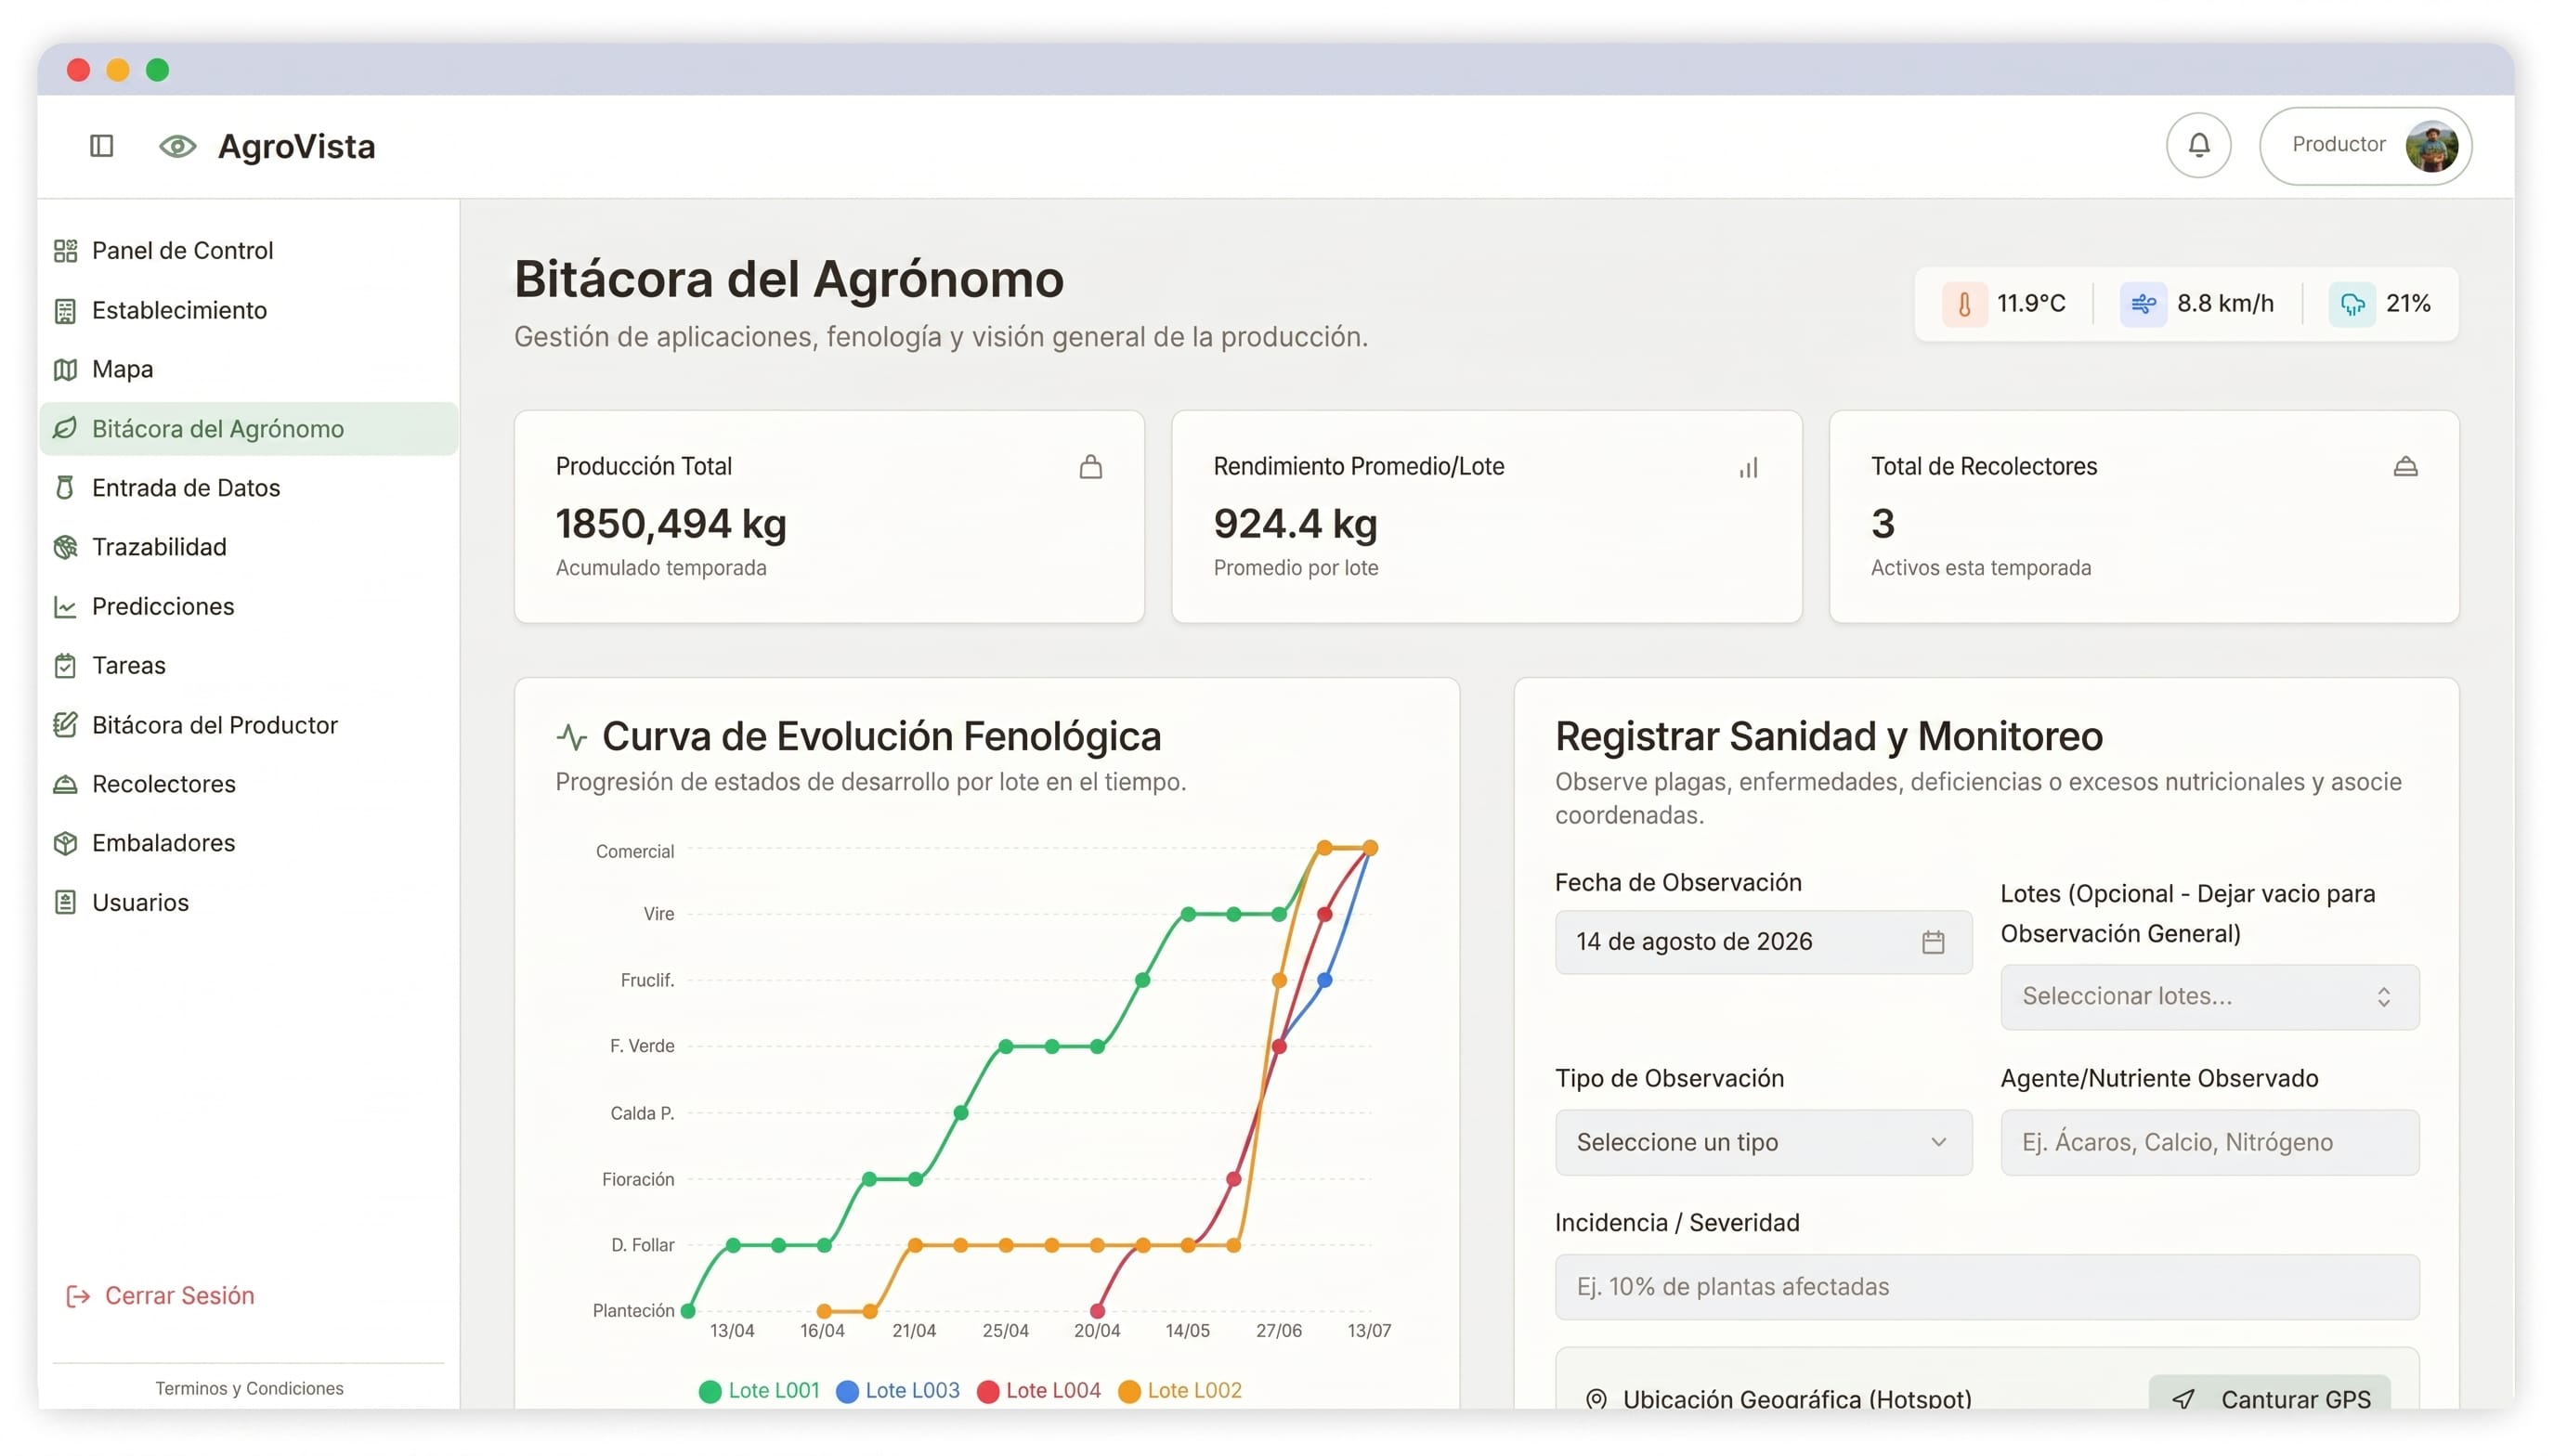 AgroVista
Productor
Panel de Control
Establecimiento
Mapa
Bitácora del Agrónomo
Entrada de Datos
Trazabilidad
Predicciones
Tareas
Bitácora del Productor
Recolectores
Embaladores
Usuarios
Cerrar Sesión
Terminos y Condiciones
Bitácora del Agrónomo
Gestión de aplicaciones, fenología y visión general de la producción.
11.9°C
8.8 km/h
21%
Producción Total
1850,494 kg
Acumulado temporada
Rendimiento Promedio/Lote
924.4 kg
Promedio por lote
Total de Recolectores
3
Activos esta temporada
Curva de Evolución Fenológica
Progresión de estados de desarrollo por lote en el tiempo.
Comercial
Vire
Fruclif.
F. Verde
Calda P.
Fioración
D. Follar
Planteción
13/04 16/04 21/04 25/04 20/04 14/05 27/06 13/07
Lote L001 Lote L003 Lote L004 Lote L002
Registrar Sanidad y Monitoreo
Observe plagas, enfermedades, deficiencias o excesos nutricionales y asocie
coordenadas.
Fecha de Observación
14 de agosto de 2026
Lotes (Opcional - Dejar vacio para
Observación General)
Seleccionar lotes...
Tipo de Observación
Seleccione un tipo
Agente/Nutriente Observado
Ej. Ácaros, Calcio, Nitrógeno
Incidencia / Severidad
Ej. 10% de plantas afectadas
Ubicación Geográfica (Hotspot)
Canturar GPS